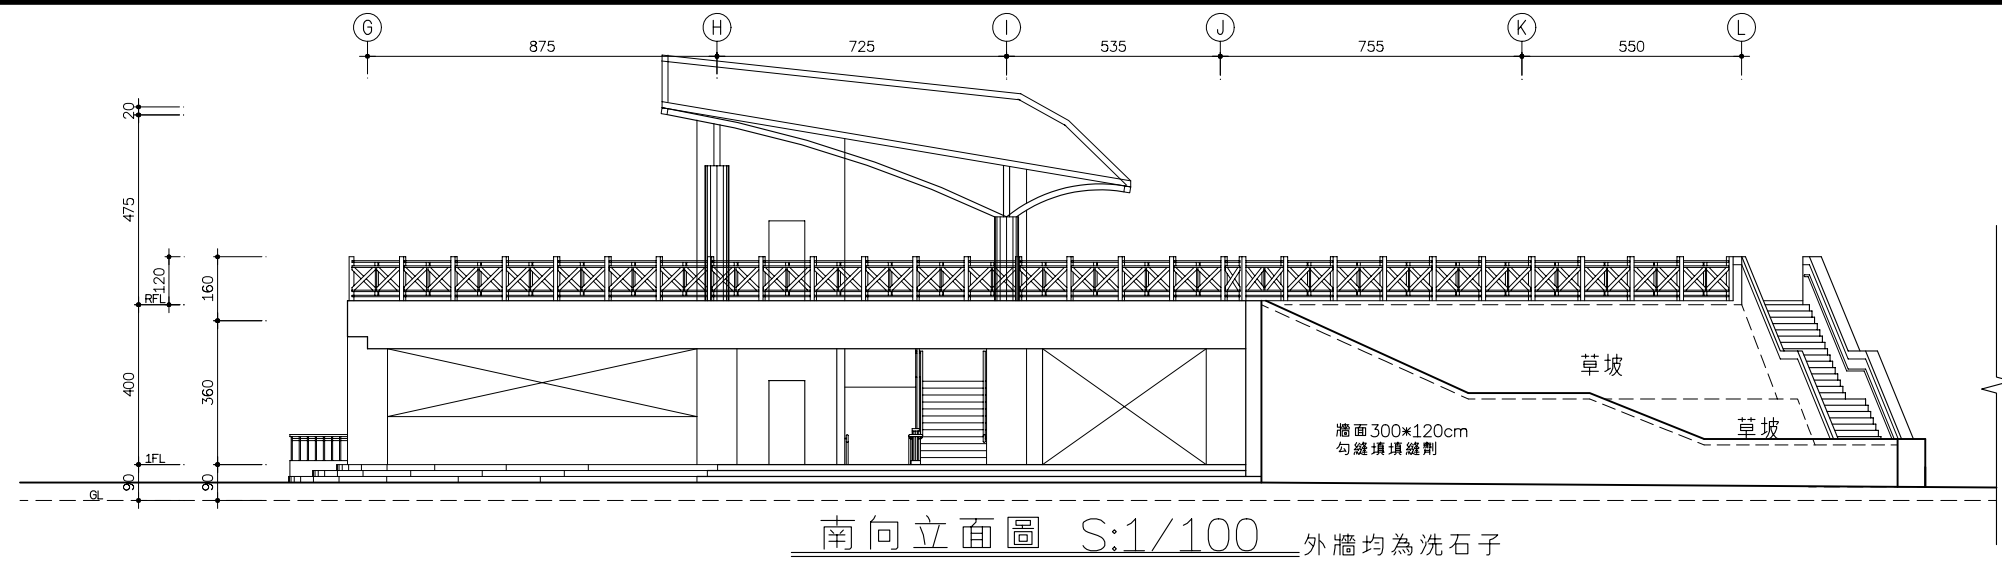 G H I J K L
875 725 535 755 550
20
475
120
160
RFL
400
360
1FL
90
90
GL
草坡
草坡
牆面300*120cm
勾縫填填縫劑
南向立面圖 S:1/100
外牆均為洗石子